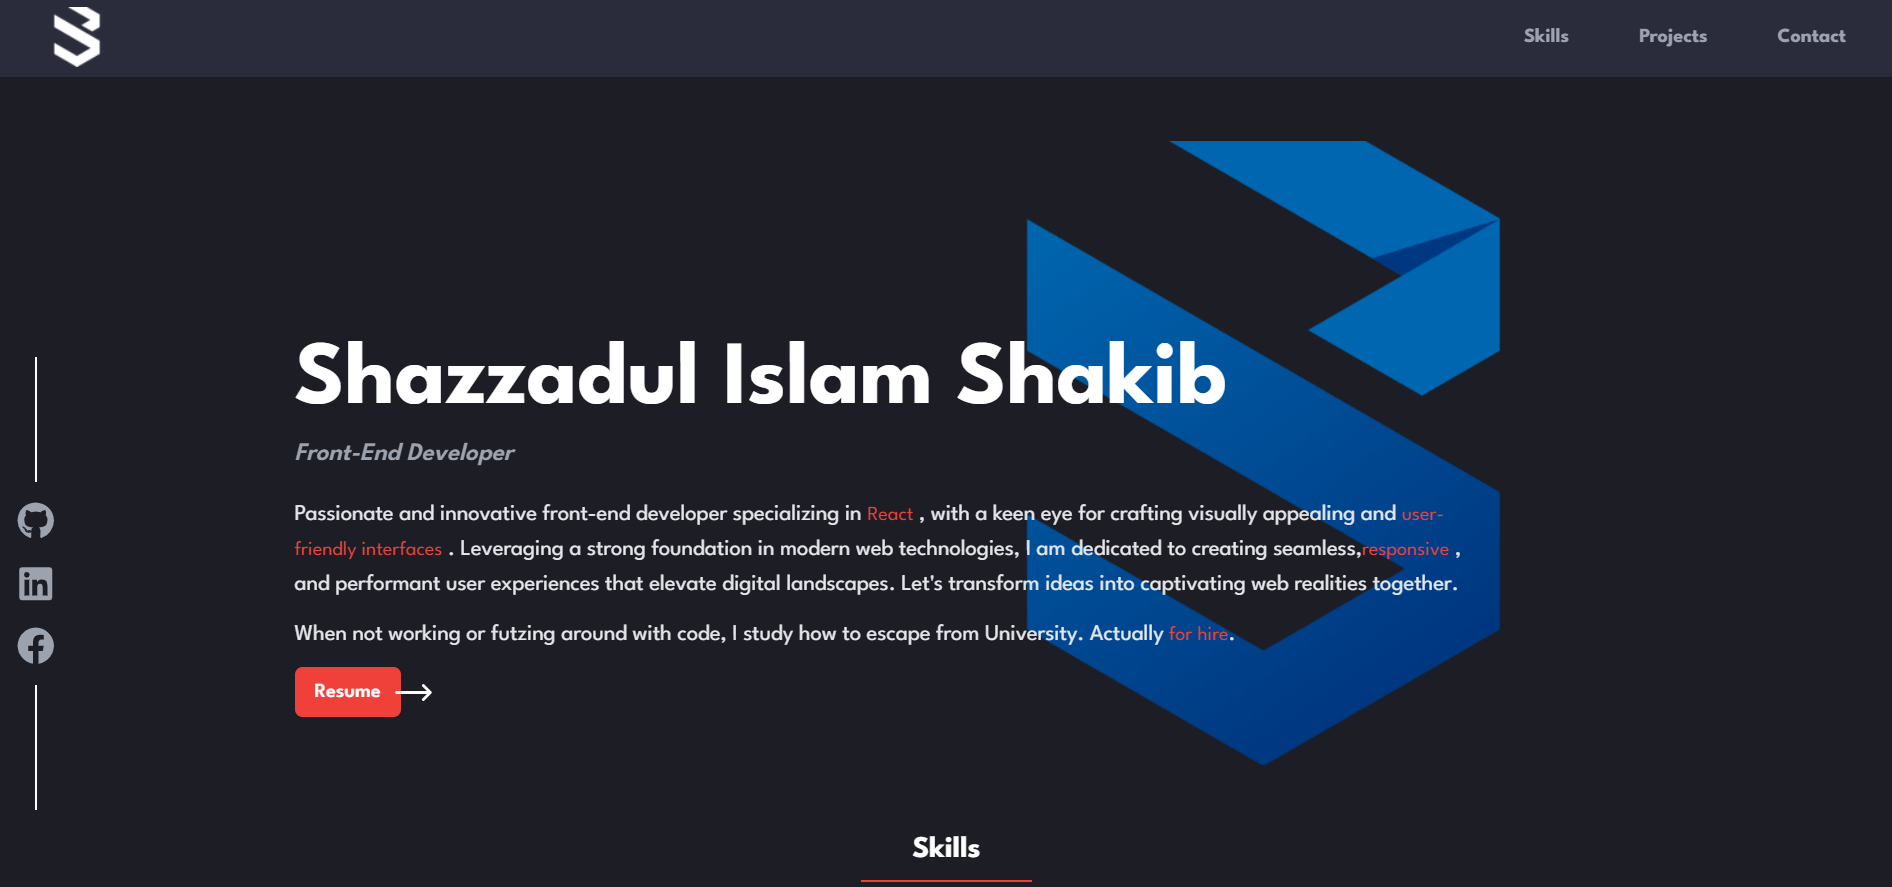 Skills Projects Contact
Shazzadul Islam Shakib
Front-End Developer
Passionate and innovative front-end developer specializing in React , with a keen eye for crafting visually appealing and user-
friendly interfaces . Leveraging a strong foundation in modern web technologies, I am dedicated to creating seamless,responsive ,
and performant user experiences that elevate digital landscapes. Let's transform ideas into captivating web realities together.
When not working or futzing around with code, I study how to escape from University. Actually for hire.
Resume
Skills